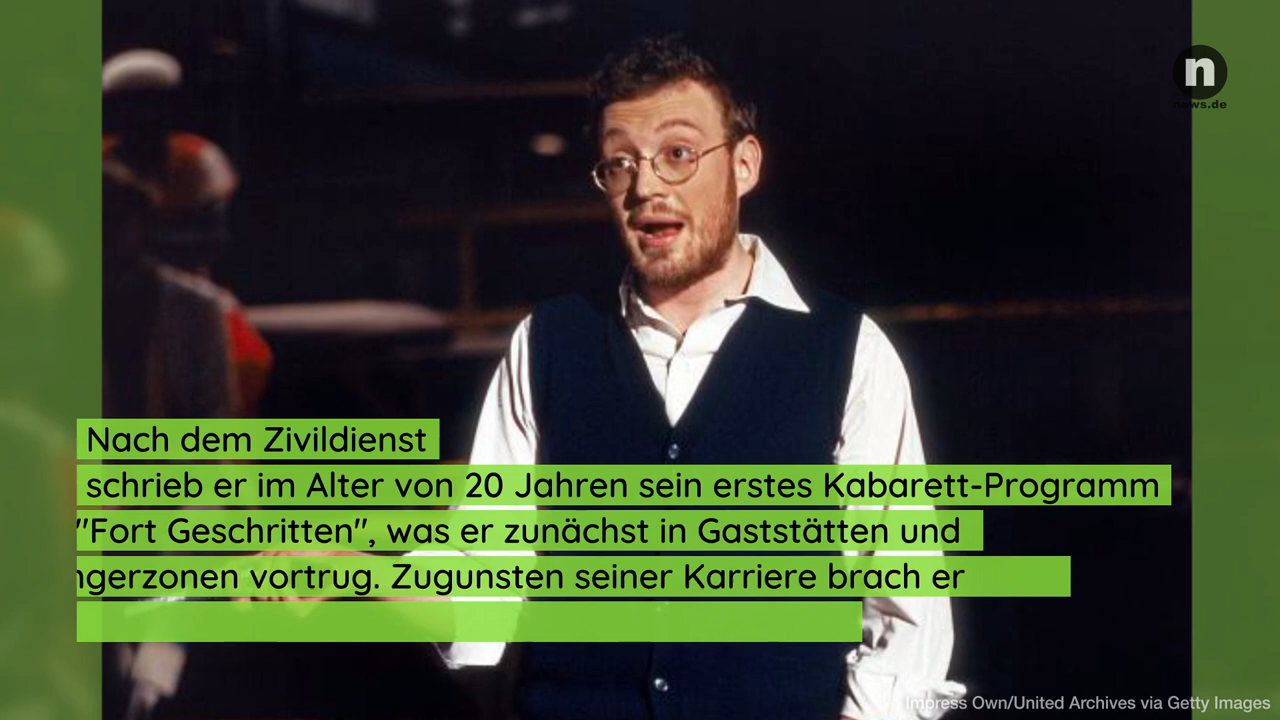 n
news.de
Nach dem Zivildienst
schrieb er im Alter von 20 Jahren sein erstes Kabarett-Programm
"Fort Geschritten", was er zunächst in Gaststätten und
vortrug. Zugunsten seiner Karriere brach er
Impress Own/United Archives via Getty Images